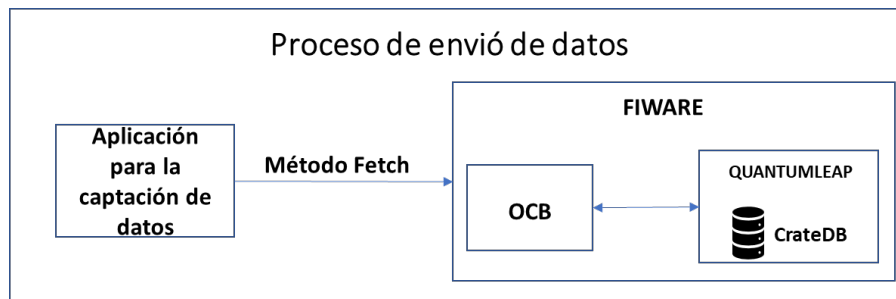 Proceso de envió de datos
FIWARE
Aplicación
para la
captación de
datos
Método Fetch
OCB
QUANTUMLEAP
CrateDB